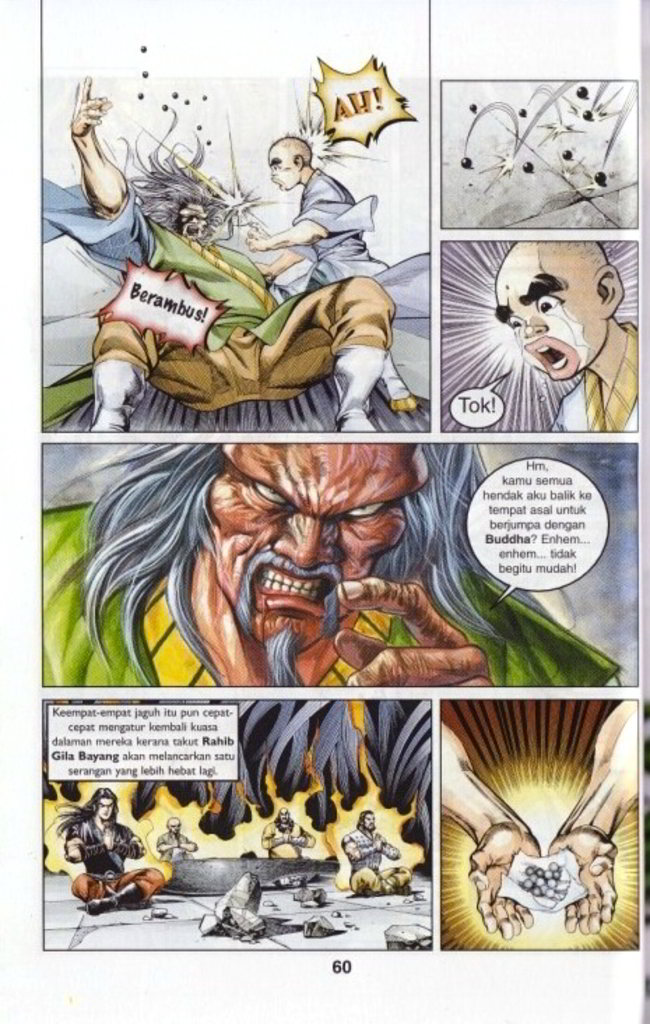 AH!
Berambus!
Tok!
Hm,
kamu semua
hendak aku balik ke
tempat asal untuk
berjumpa dengan
Buddha? Enhem...
enhem... tidak
begitu mudah!
Keempat-empat jaguh itu pun cepat-
cepat mengatur kembali kuasa
dalaman mereka kerana takut Rahib
Gila Bayang akan melancarkan satu
serangan yang lebih hebat lagi.
60